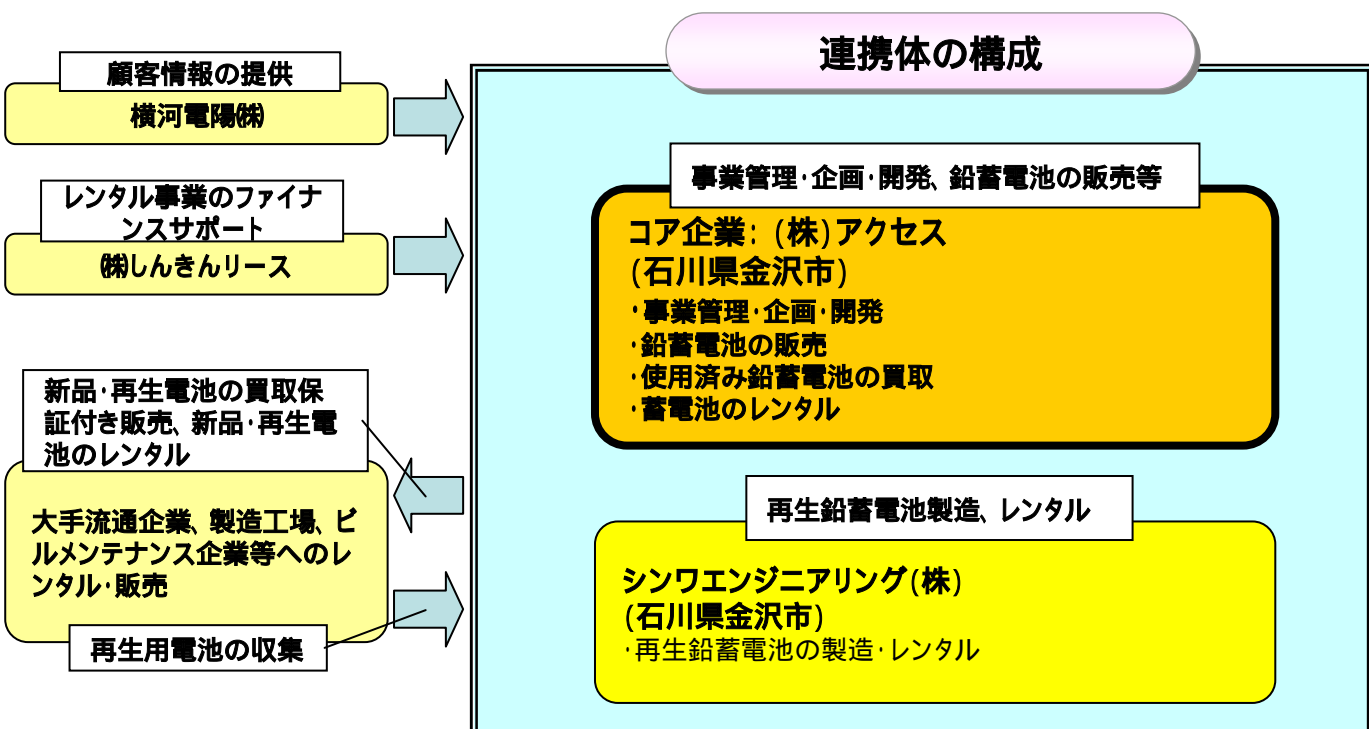 連携体の構成
顧客情報の提供
横河電陽㈱
レンタル事業のファイナ
ンスサポート
㈱しんきんリース
新品・再生電池の買取保
証付き販売、新品・再生電
池のレンタル
大手流通企業、製造工場、ビ
ルメンテナンス企業等へのレ
ンタル・販売
再生用電池の収集
事業管理・企画・開発、鉛蓄電池の販売等
コア企業：(株)アクセス
(石川県金沢市)
・事業管理・企画・開発
・鉛蓄電池の販売
・使用済み鉛蓄電池の買取
・蓄電池のレンタル
再生鉛蓄電池製造、レンタル
シンワエンジニアリング(株)
(石川県金沢市)
・再生鉛蓄電池の製造・レンタル